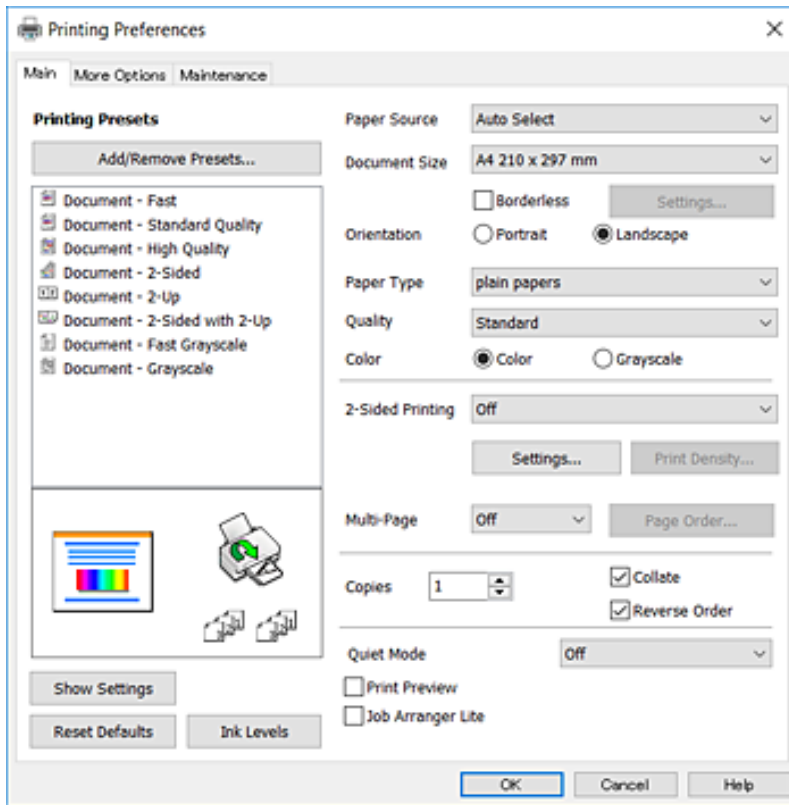 Printing Preferences
Main More Options Maintenance
Printing Presets
Add/Remove Presets...
Document - Fast
Document - Standard Quality
Document - High Quality
Document - 2-Sided
Document - 2-Up
Document - 2-Sided with 2-Up
Document - Fast Grayscale
Document - Grayscale
Show Settings
Reset Defaults Ink Levels
Paper Source Auto Select
Document Size A4 210 x 297 mm
Borderless Settings...
Orientation Portrait Landscape
Paper Type plain papers
Quality Standard
Color Color Grayscale
2-Sided Printing Off
Settings... Print Density...
Multi-Page Off Page Order...
Copies 1 Collate
Reverse Order
Quiet Mode Off
Print Preview
Job Arranger Lite
OK Cancel Help